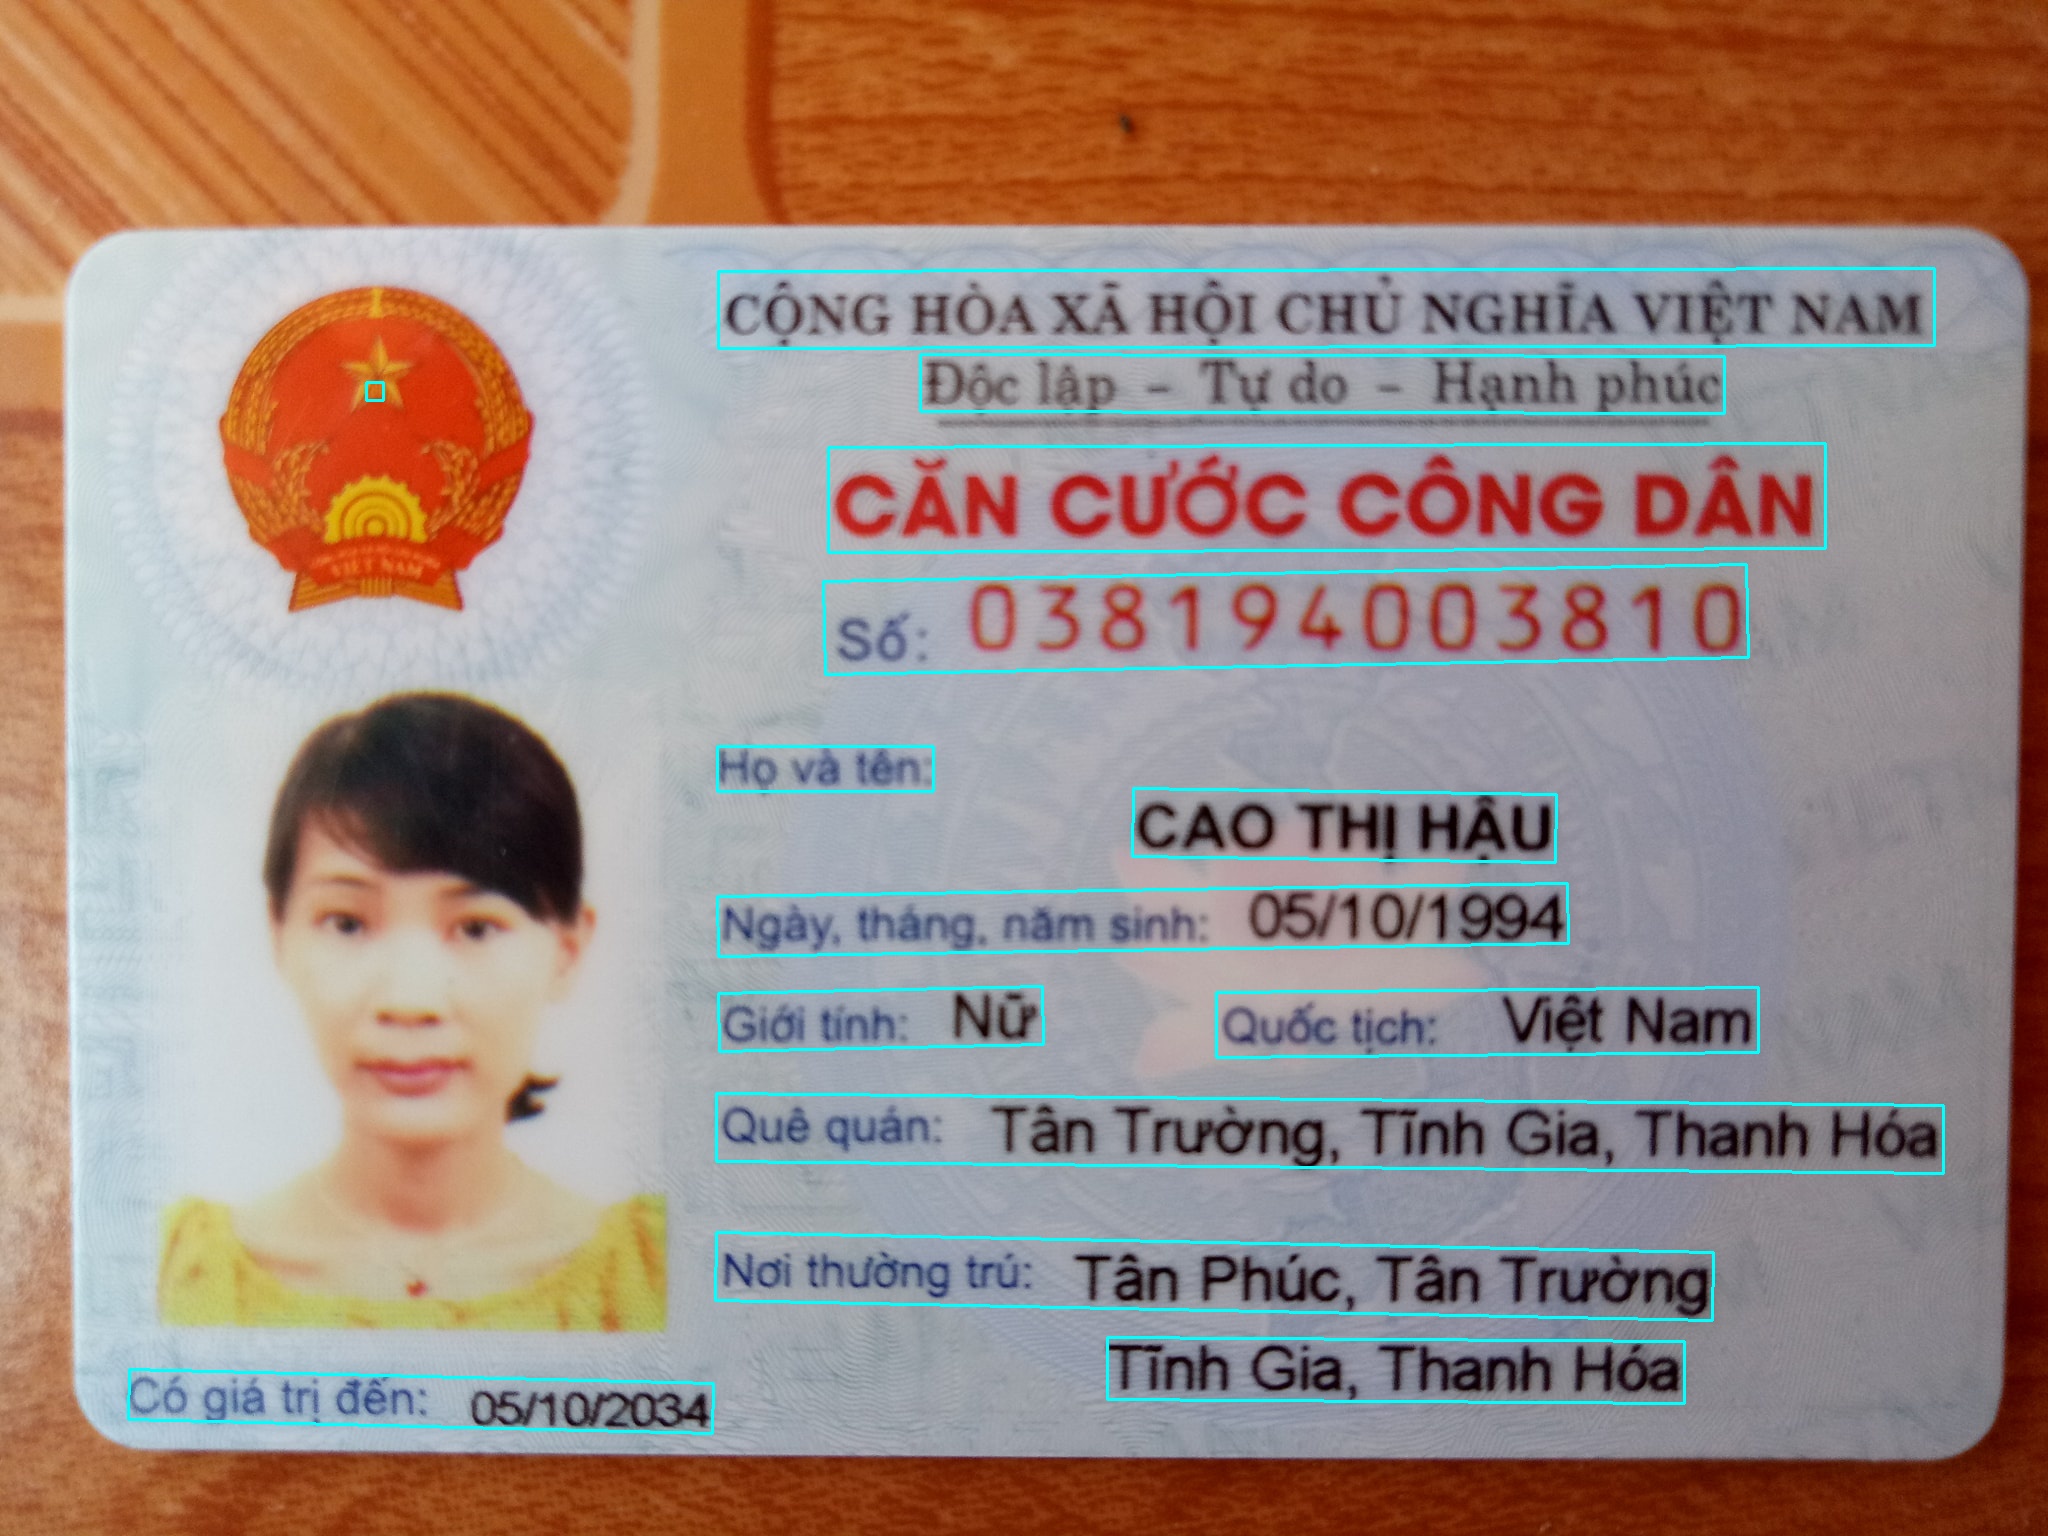 CỘNG HÒA XÃ HỘI CHỦ NGHĨA VIỆT NAM
Độc lập - Tự do - Hạnh phúc
CĂN CƯỚC CÔNG DÂN
Số: 038194003810
Họ và tên:
CAO THỊ HẬU
Ngày, tháng, năm sinh: 05/10/1994
Giới tính: Nữ Quốc tịch: Việt Nam
Quê quán: Tân Trường, Tĩnh Gia, Thanh Hóa
Nơi thường trú: Tân Phúc, Tân Trường
Tĩnh Gia, Thanh Hóa
Có giá trị đến: 05/10/2034
VIỆT NAM